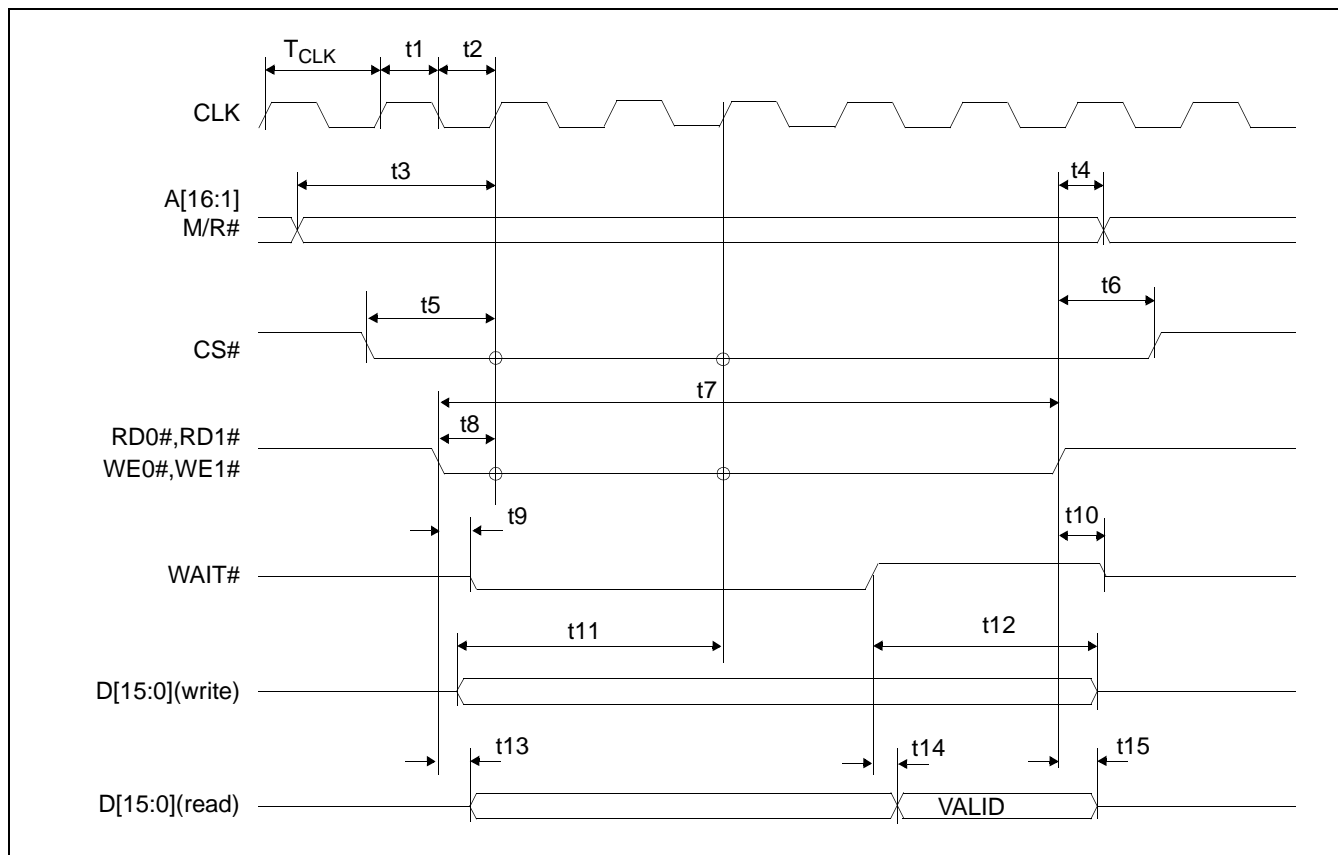 TCLK t1 t2
CLK
t3 t4
A[16:1]
M/R#
t5 t6
CS#
t7
t8
RD0#,RD1#
WE0#,WE1#
t9 t10
WAIT#
t11 t12
D[15:0](write)
t13 t14 t15
D[15:0](read) VALID